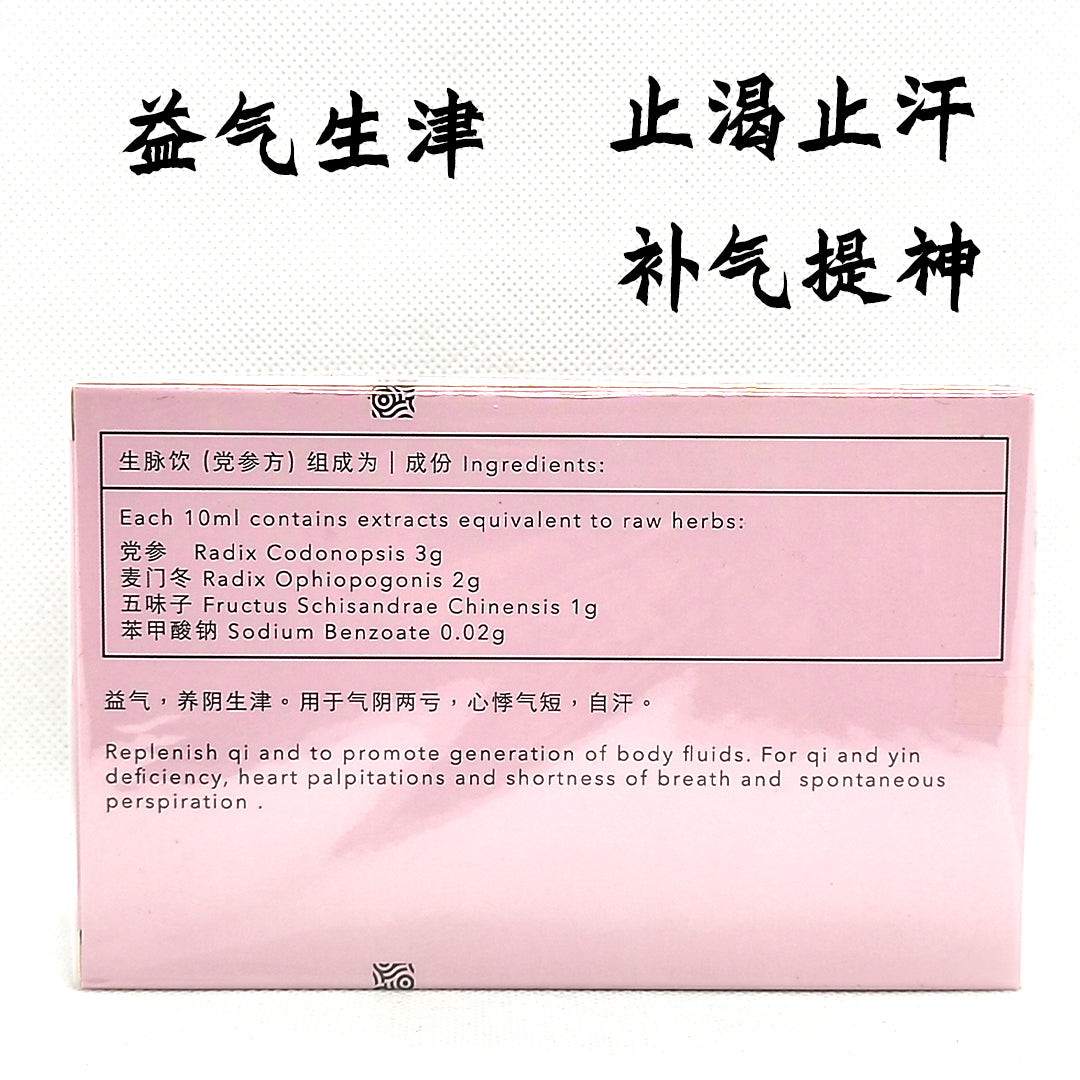 益气生津 止渴止汗
补气提神
生脉饮 (党参方) 组成为 | 成份 Ingredients:
Each 10ml contains extracts equivalent to raw herbs:
党参 Radix Codonopsis 3g
麦门冬 Radix Ophiopogonis 2g
五味子 Fructus Schisandrae Chinensis 1g
苯甲酸钠 Sodium Benzoate 0.02g
益气，养阴生津。用于气阴两亏，心悸气短，自汗。
Replenish qi and to promote generation of body fluids. For qi and yin
deficiency, heart palpitations and shortness of breath and spontaneous
perspiration .